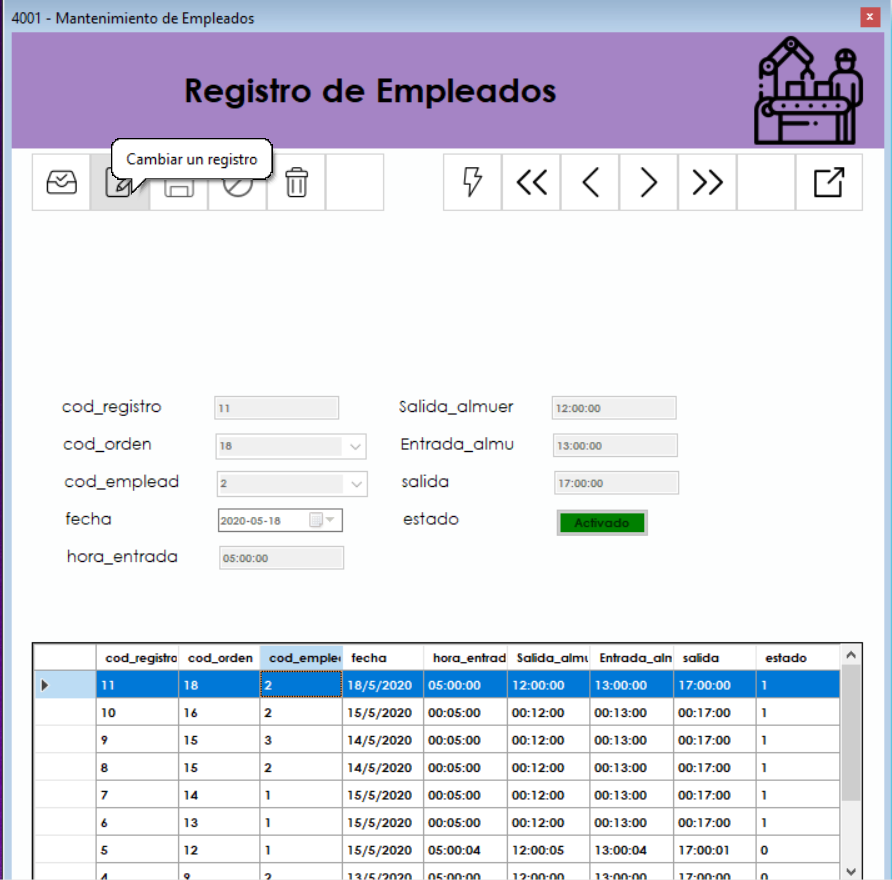 4001 - Mantenimiento de Empleados
x
Registro de Empleados
Cambiar un registro
cod_registro 11 Salida_almuer 12:00:00
cod_orden 18 Entrada_almu 13:00:00
cod_emplead 2 salida 17:00:00
fecha 2020-05-18 estado Activado
hora_entrada 05:00:00
cod_registro cod_orden cod_emple fecha hora_entrad Salida_almu Entrada_aln salida estado
11 18 2 18/5/2020 05:00:00 12:00:00 13:00:00 17:00:00 1
10 16 2 15/5/2020 00:05:00 00:12:00 00:13:00 00:17:00 1
9 15 3 14/5/2020 00:05:00 00:12:00 00:13:00 00:17:00 1
8 15 2 14/5/2020 00:05:00 00:12:00 00:13:00 00:17:00 1
7 14 1 15/5/2020 00:05:00 00:12:00 00:13:00 00:17:00 1
6 13 1 15/5/2020 00:05:00 00:12:00 00:13:00 00:17:00 1
5 12 1 15/5/2020 05:00:04 12:00:05 13:00:04 17:00:01 0
4 9 2 13/5/2020 05:00:00 12:00:00 13:00:00 17:00:00 0